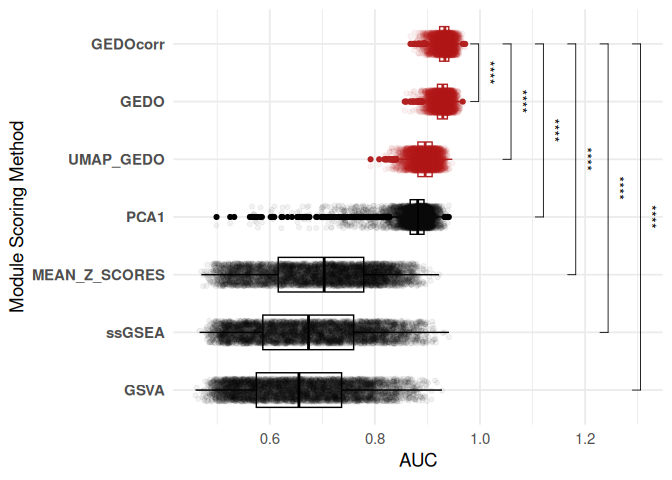 Module Scoring Method
GEDOcorr
GEDO
UMAP_GEDO
PCA1
MEAN_Z_SCORES
ssGSEA
GSVA
****
****
****
****
****
****
0.6 0.8 1.0 1.2
AUC